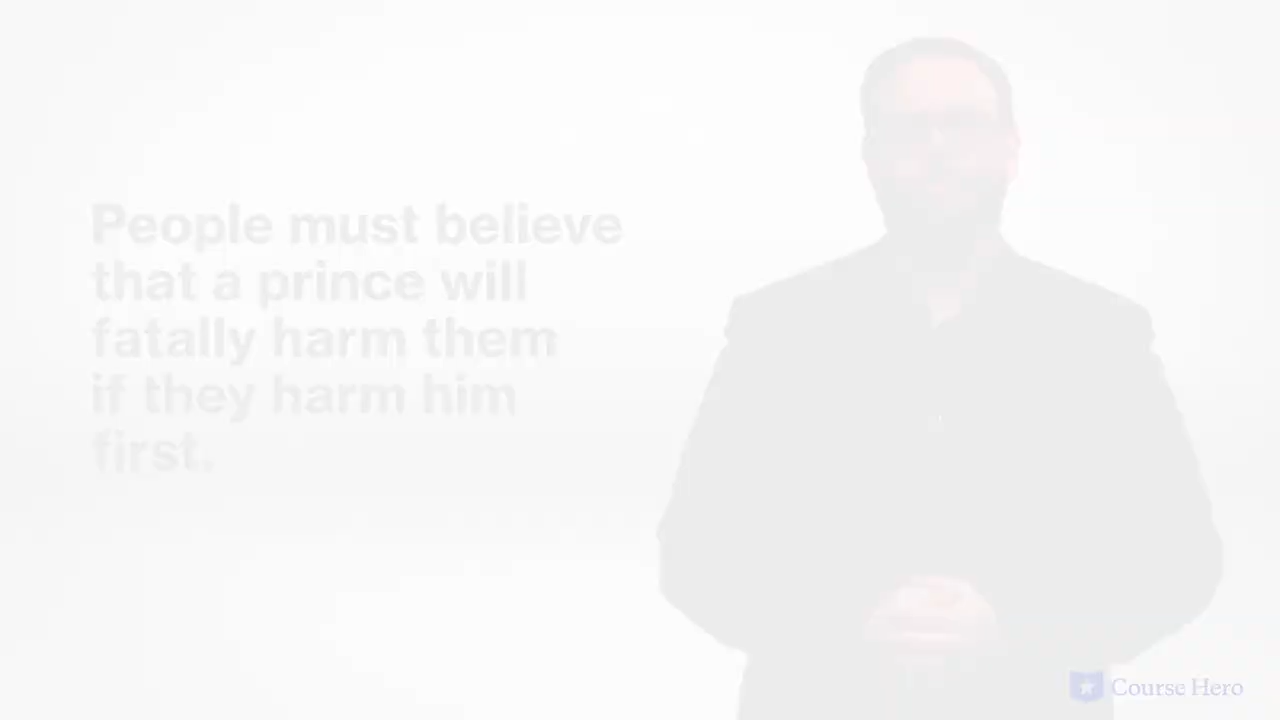 People must believe
that a prince will
fatally harm them
if they harm him
first.
Course Hero